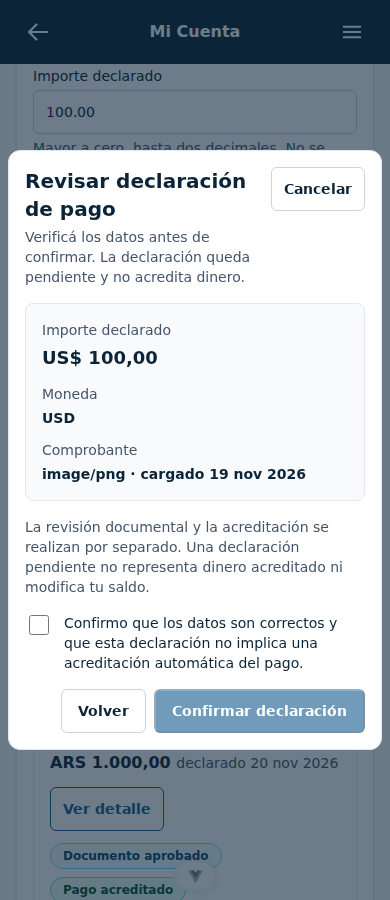 Mi Cuenta
Importe declarado
100.00
Mayor a cero, hasta dos decimales. No se
Revisar declaración
de pago
Cancelar
Verificá los datos antes de
confirmar. La declaración queda
pendiente y no acredita dinero.
Importe declarado
US$ 100,00
Moneda
USD
Comprobante
image/png · cargado 19 nov 2026
La revisión documental y la acreditación se
realizan por separado. Una declaración
pendiente no representa dinero acreditado ni
modifica tu saldo.
Confirmo que los datos son correctos y
que esta declaración no implica una
acreditación automática del pago.
Volver
Confirmar declaración
ARS 1.000,00 declarado 20 nov 2026
Ver detalle
Documento aprobado
Pago acreditado